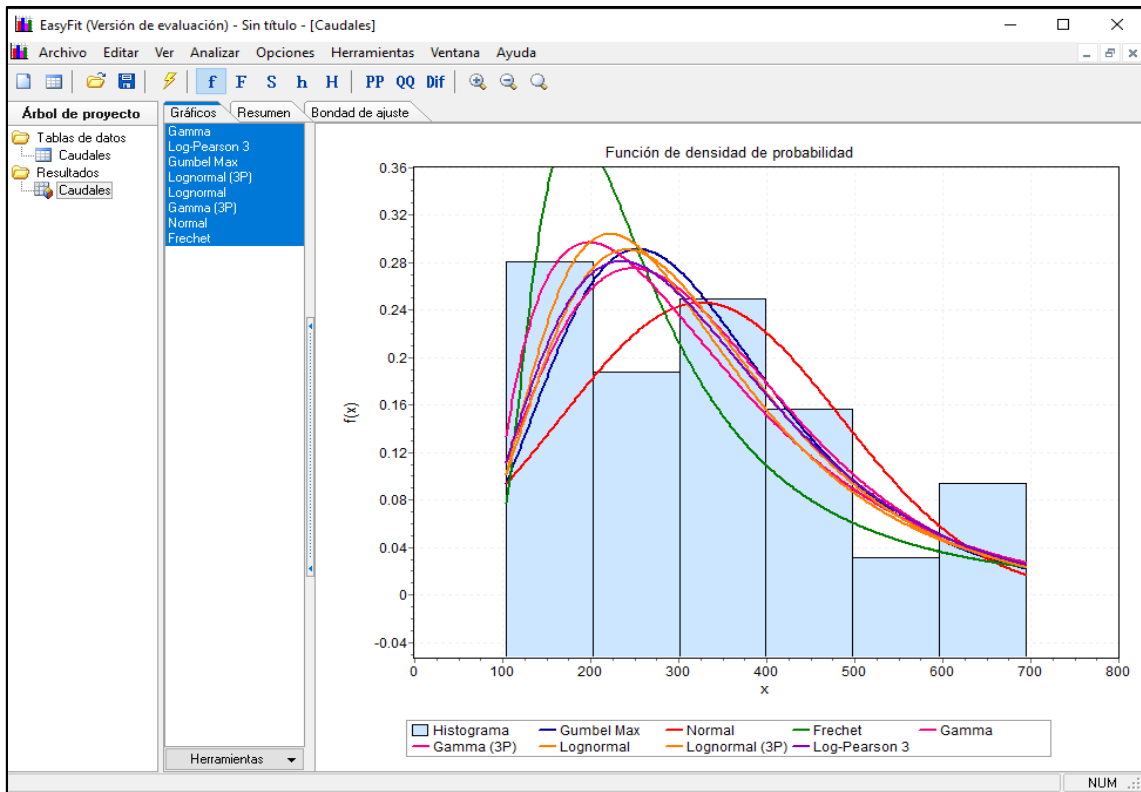 EasyFit (Versión de evaluación) - Sin título - [Caudales]
Archivo Editar Ver Analizar Opciones Herramientas Ventana Ayuda
f F S h H PP QQ Dif
Árbol de proyecto
Tablas de datos
Caudales
Resultados
Caudales
Gráficos Resumen Bondad de ajuste
Gamma
Log-Pearson 3
Gumbel Max
Lognormal (3P)
Lognormal
Gamma (3P)
Normal
Frechet
Herramientas
Función de densidad de probabilidad
f(x)
0.36
0.32
0.28
0.24
0.2
0.16
0.12
0.08
0.04
0
-0.04
0 100 200 300 400 500 600 700 800
x
Histograma Gumbel Max Normal Frechet Gamma
Gamma (3P) Lognormal Lognormal (3P) Log-Pearson 3
NUM